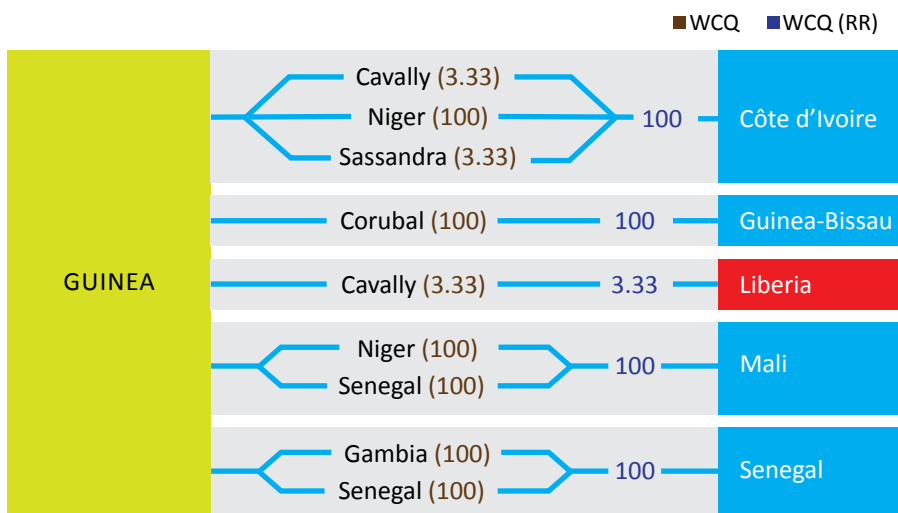 WCQ WCQ (RR)
GUINEA
Cavally (3.33)
Niger (100)
Sassandra (3.33)
100
Côte d’Ivoire
Corubal (100)
100
Guinea-Bissau
Cavally (3.33)
3.33
Liberia
Niger (100)
Senegal (100)
100
Mali
Gambia (100)
Senegal (100)
100
Senegal